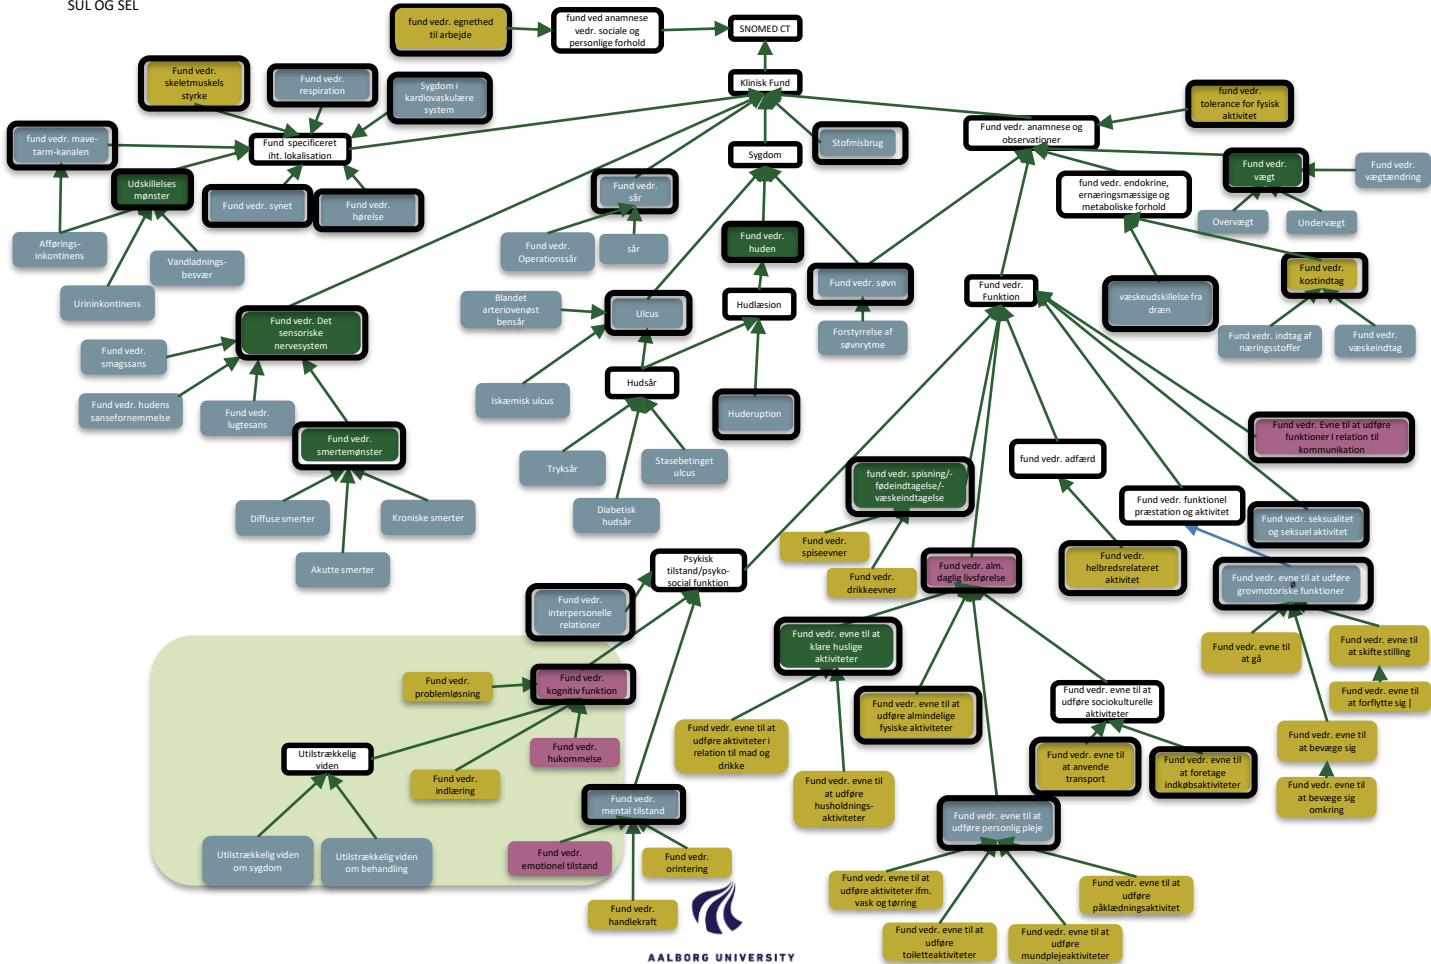 SUL OG SEL
fund vedr. egnethed
til arbejde
fund ved anamnese
vedr. sociale og
personlige forhold
SNOMED CT
Fund vedr.
skeletmuskels
styrke
Fund vedr.
respiration
Sygdom i
kardiovaskulære
system
Klinisk Fund
fund vedr.
tolerance for fysisk
aktivitet
fund vedr. mave-
tarm-kanalen
Fund specificeret
iht. lokalisation
Sygdom
Stofmisbrug
Fund vedr. anamnese og
observationer
Fund vedr.
vægt
Fund vedr.
vægtændring
Udskillelses
mønster
Fund vedr. synet
Fund vedr.
hørelse
Fund vedr.
sår
fund vedr. endokrine,
ernæringsmæssige og
metaboliske forhold
Overvægt
Undervægt
Afførings-
inkontinens
Vandladnings-
besvær
Fund vedr.
Operationssår
sår
Fund vedr.
huden
Urininkontinens
Fund vedr. søvn
Fund vedr.
Funktion
væskeudskillelse fra
dræn
Fund vedr.
kostindtag
Fund vedr. Det
sensoriske
nervesystem
Blandet
arteriovenøst
bensår
Ulcus
Hudlæsion
Forstyrrelse af
søvnrytme
Fund vedr. indtag af
næringsstoffer
Fund vedr.
væskeindtag
Fund vedr.
smagssans
Fund vedr. hudens
sansefornemmelse
Fund vedr.
lugtesans
Iskæmisk ulcus
Hudsår
Huderuption
Fund vedr.
smertemønster
Fund vedr. Evne til at udføre
funktioner I relation til
kommunikation
Tryksår
Stasebetinget
ulcus
fund vedr. adfærd
fund vedr. spisning/-
fødeindtagelse/-
væskeindtagelse
Diffuse smerter
Kroniske smerter
Diabetisk
hudsår
Fund vedr. funktionel
præstation og aktivitet
Fund vedr. seksualitet
og seksuel aktivitet
Akutte smerter
Psykisk
tilstand/psyko-
social funktion
Fund vedr.
spiseevner
Fund vedr.
drikkeevner
Fund vedr. alm.
daglig livsførelse
Fund vedr.
helbredsrelateret
aktivitet
Fund vedr. evne til at udføre
grovmotoriske funktioner
Fund vedr.
interpersonelle
relationer
Fund vedr. evne til at
klare huslige
aktiviteter
Fund vedr. evne til
at gå
Fund vedr. evne til
at skifte stilling
Fund vedr.
problemløsning
Fund vedr.
kognitiv funktion
Fund vedr. evne til at
udføre sociokulturelle
aktiviteter
Fund vedr. evne til
at forflytte sig |
Fund vedr. evne til at
udføre aktiviteter i
relation til mad og
drikke
Fund vedr. evne til at
udføre almindelige
fysiske aktiviteter
Fund vedr. evne til
at bevæge sig
Utilstrækkelig
viden
Fund vedr.
hukommelse
Fund vedr. evne til
at anvende
transport
Fund vedr. evne til
at foretage
indkøbsaktiviteter
Fund vedr.
indlæring
Fund vedr. evne til
at udføre
husholdnings-
aktiviteter
Fund vedr. evne til
at bevæge sig
omkring
Fund vedr.
mental tilstand
Fund vedr. evne til at
udføre personlig pleje
Utilstrækkelig viden
om sygdom
Utilstrækkelig viden
om behandling
Fund vedr.
emotionel tilstand
Fund vedr.
orintering
Fund vedr. evne til at
udføre aktiviteter ifm.
vask og tørring
Fund vedr. evne til at
udføre
påklædningsaktivitet
Fund vedr.
handlekraft
Fund vedr. evne til at
udføre
toiletteaktiviteter
Fund vedr. evne til at
udføre
mundplejeaktiviteter
AALBORG UNIVERSITY